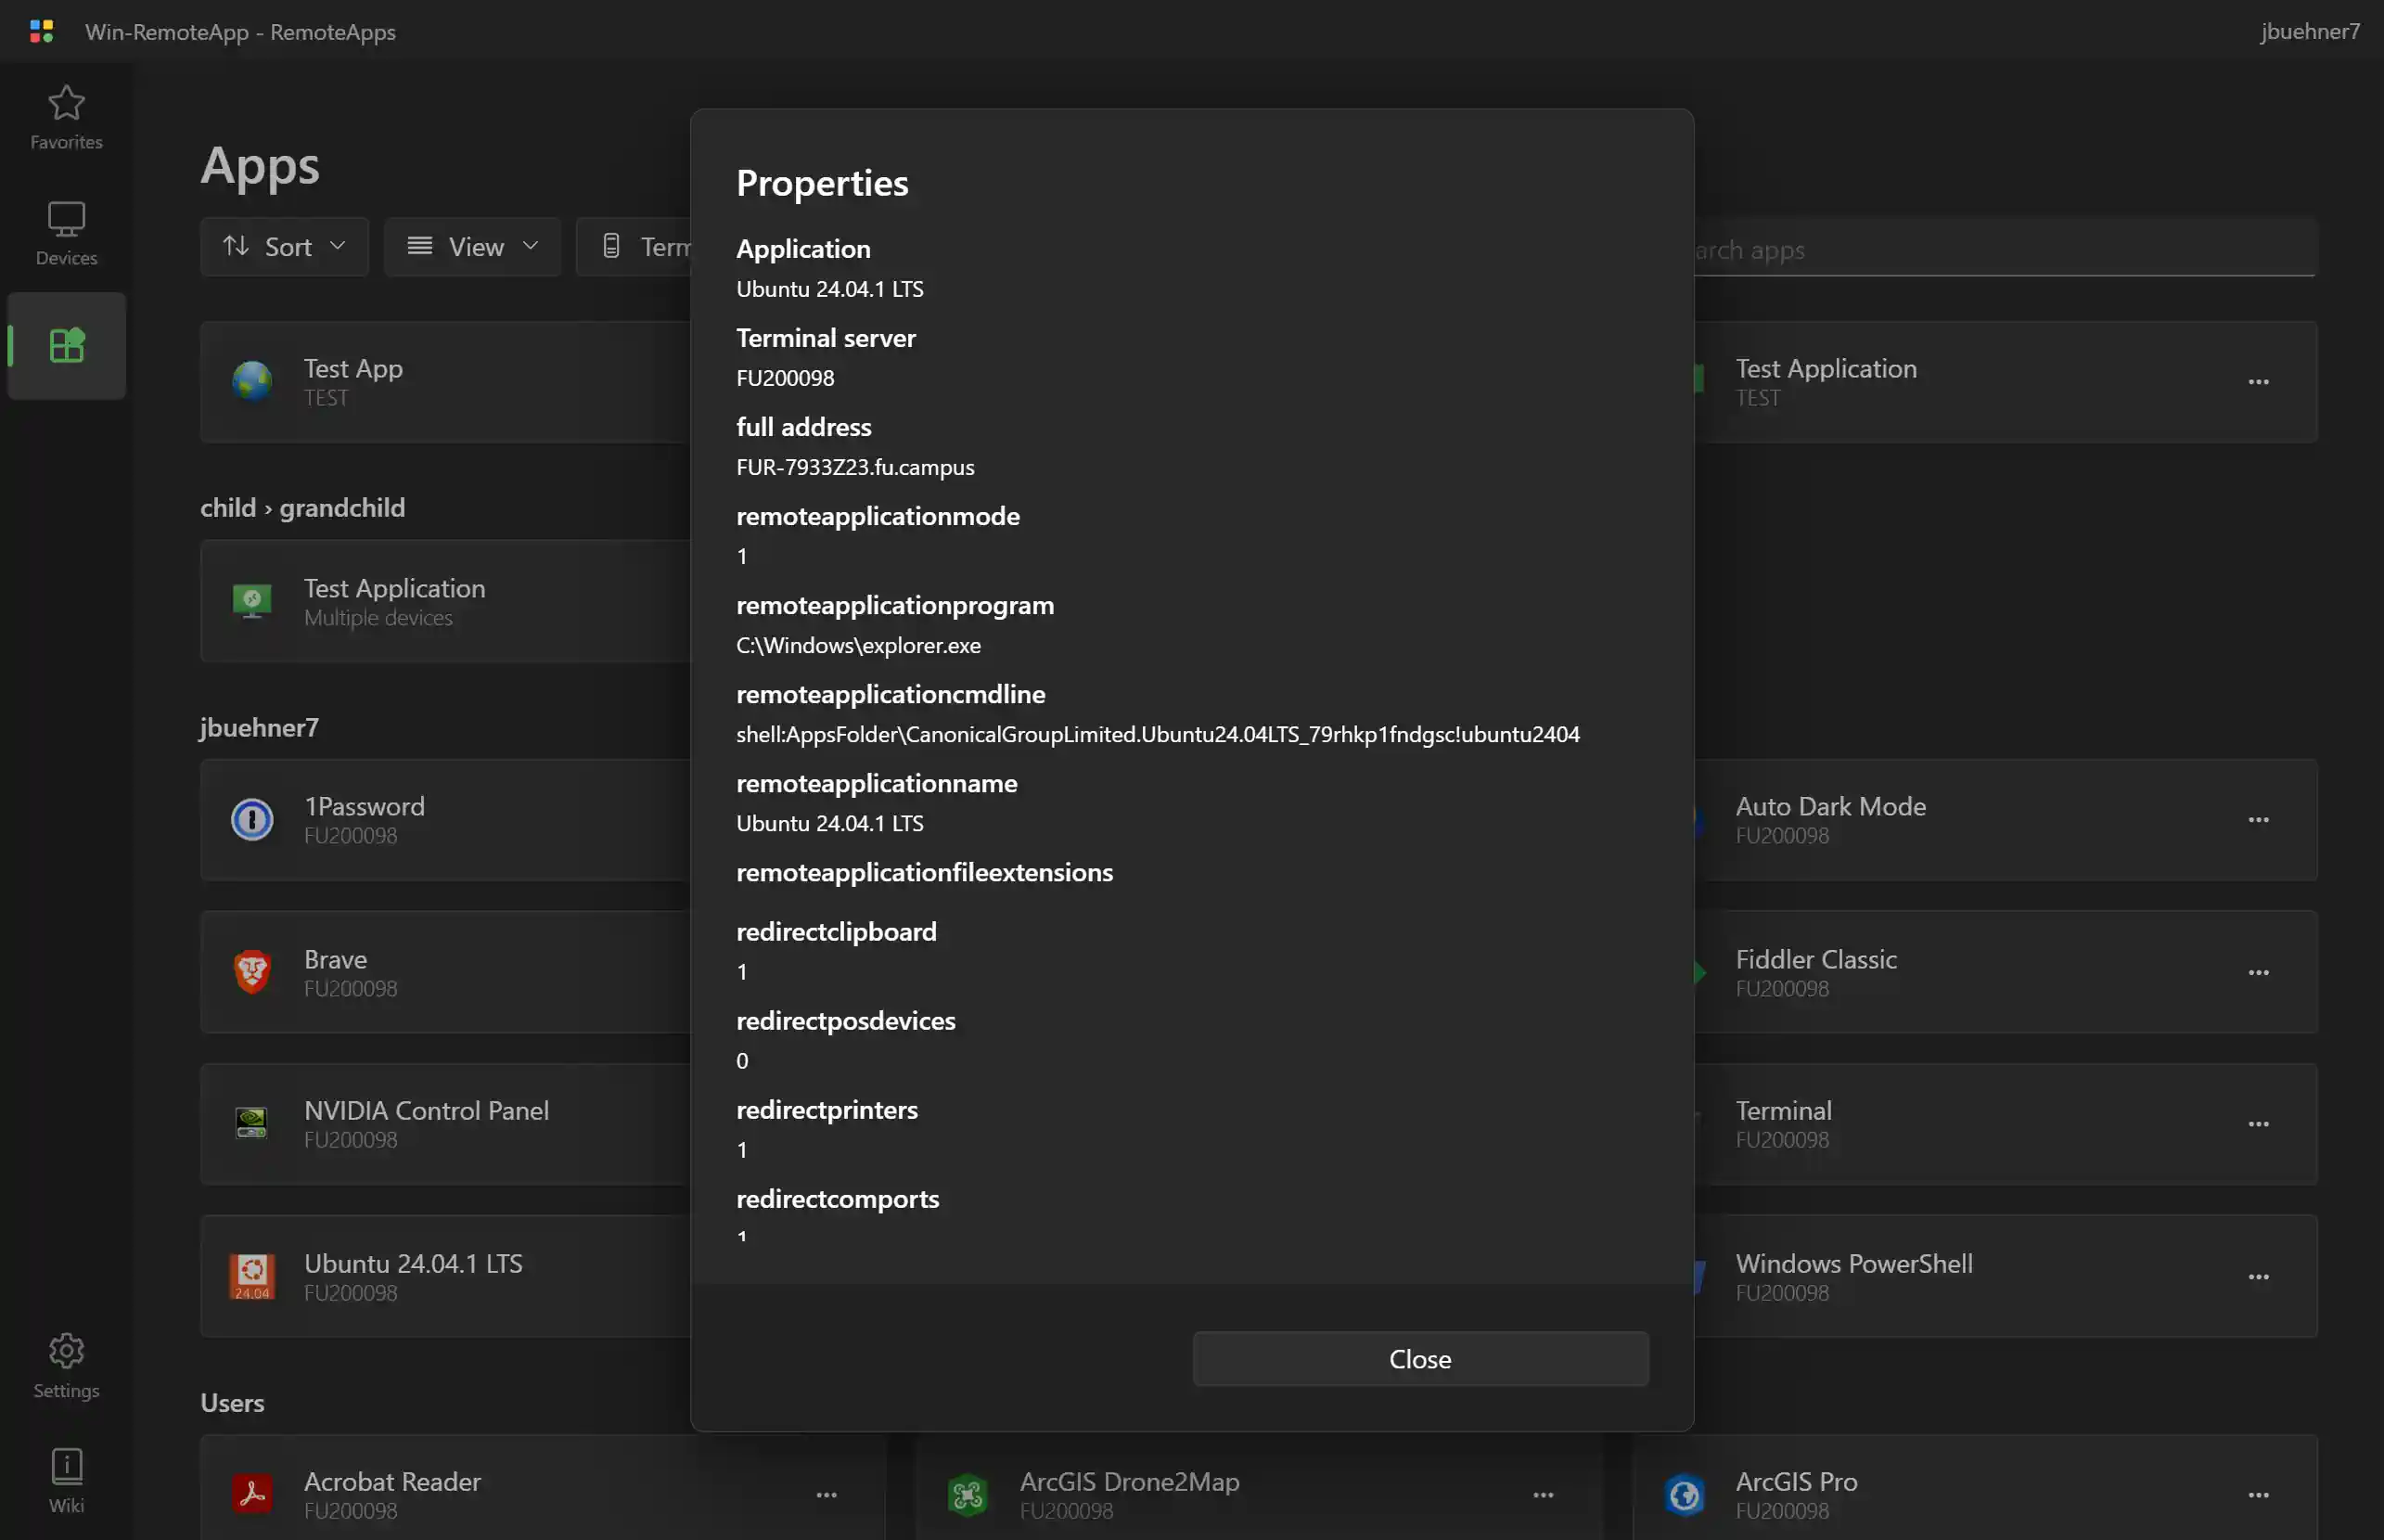 Win-RemoteApp - RemoteApps
jbuehner7
Favorites
Devices
Settings
Wiki
Apps
Sort
View
Term
arch apps
Test App
TEST
Test Application
TEST
child › grandchild
Test Application
Multiple devices
jbuehner7
1Password
FU200098
Auto Dark Mode
FU200098
Brave
FU200098
Fiddler Classic
FU200098
NVIDIA Control Panel
FU200098
Terminal
FU200098
24.04
Ubuntu 24.04.1 LTS
FU200098
Windows PowerShell
FU200098
Users
Acrobat Reader
FU200098
ArcGIS Drone2Map
FU200098
ArcGIS Pro
FU200098
Properties
Application
Ubuntu 24.04.1 LTS
Terminal server
FU200098
full address
FUR-7933Z23.fu.campus
remoteapplicationmode
1
remoteapplicationprogram
C:\Windows\explorer.exe
remoteapplicationcmdline
shell:AppsFolder\CanonicalGroupLimited.Ubuntu24.04LTS_79rhkp1fndgsc!ubuntu2404
remoteapplicationname
Ubuntu 24.04.1 LTS
remoteapplicationfileextensions
redirectclipboard
1
redirectposdevices
0
redirectprinters
1
redirectcomports
1
Close